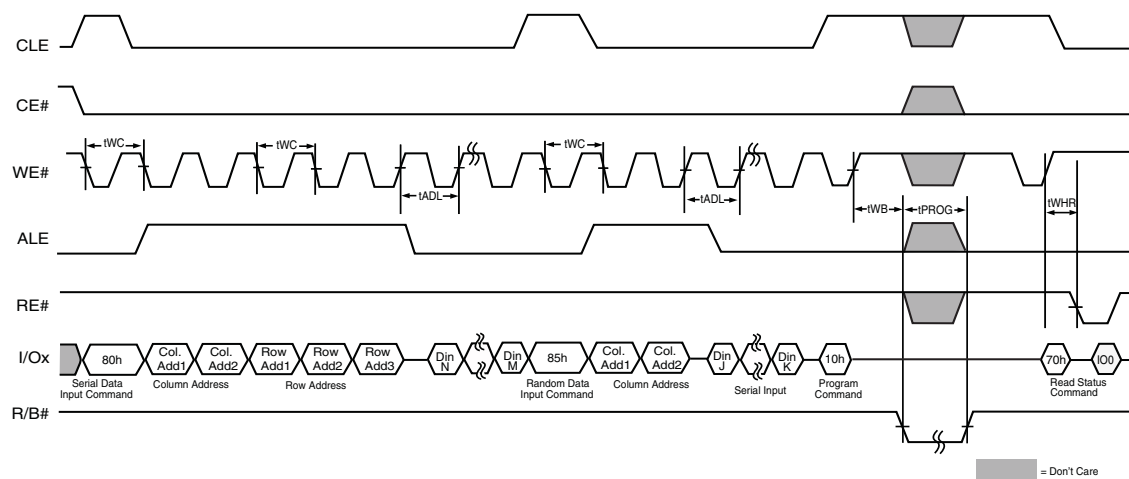 CLE
CE#
tWC
tWC
tWC
WE#
tADL
tADL
tWB
tPROG
tWHR
ALE
RE#
I/Ox
80h
Col. Add1
Col. Add2
Row Add1
Row Add2
Row Add3
Din N
Din M
85h
Col. Add1
Col. Add2
Din J
Din K
10h
70h
IO0
Serial Data Input Command
Column Address
Row Address
Random Data Input Command
Column Address
Serial Input
Program Command
Read Status Command
R/B#
= Don't Care